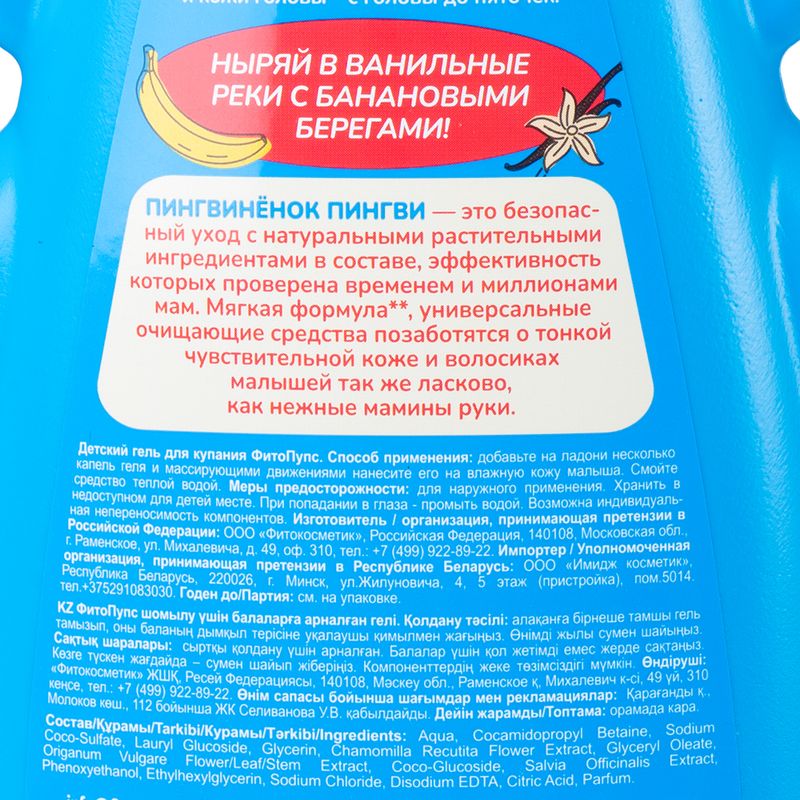 И КОЖИ ГОЛОВЫ – С ГОЛОВЫ ДО ПЯТОЧЕК!
НЫРЯЙ В ВАНИЛЬНЫЕ
РЕКИ С БАНАНОВЫМИ
БЕРЕГАМИ!
ПИНГВИНЁНОК ПИНГВИ — это безопас-
ный уход с натуральными растительными
ингредиентами в составе, эффективность
которых проверена временем и миллионами
мам. Мягкая формула**, универсальные
очищающие средства позаботятся о тонкой
чувствительной коже и волосиках
малышей так же ласково,
как нежные мамины руки.
Детский гель для купания ФитоПупс. Способ применения: добавьте на ладони несколько
капель геля и массирующими движениями нанесите его на влажную кожу малыша. Смойте
средство теплой водой. Меры предосторожности: для наружного применения. Хранить в
недоступном для детей месте. При попадании в глаза - промыть водой. Возможна индивидуаль-
ная непереносимость компонентов. Изготовитель / организация, принимающая претензии в
Российской Федерации: ООО «Фитокосметик», Российская Федерация, 140108, Московская обл.,
г. Раменское, ул. Михалевича, д. 49, оф. 310, тел.: +7 (499) 922-89-22. Импортер / Уполномоченная
организация, принимающая претензии в Республике Беларусь: ООО «Имидж косметик»,
Республика Беларусь, 220026, г. Минск, ул.Жилуновича, 4, 5 этаж (пристройка), пом.5014.
тел.+375291083030. Годен до/Партия: см. на упаковке.
KZ ФитоПупс шомылу үшін балаларға арналған гелі. Қолдану тәсілі: алақанға бірнеше тамшы гель
тамызып, оны баланың дымқыл терісіне уқалаушы қимылмен жағыңыз. Өнімді жылы сумен шайыңыз.
Сақтық шаралары: сыртқы қолдану үшін арналған. Балалар үшін қол жетімді емес жерде сақтаңыз.
Көзге түскен жағдайда – сумен шайып жіберіңіз. Компоненттердің жеке төзімсіздігі мүмкін. Өндіруші:
«Фитокосметик» ЖШҚ, Ресей Федерациясы, 140108, Мәскеу обл., Раменское қ, Михалевич к-сі, 49 үй, 310
кеңсе, тел.: +7 (499) 922-89-22. Өнім сапасы бойынша шағымдар мен рекламациялар: Қарағанды қ.,
Молоков көш., 112 бойынша ЖК Селиванова У.В. қабылдайды. Дейін жарамды/Топтама: орамада кара.
Состав/Құрамы/Tarkibi/Курамы/Тәркіbi/Ingredients: Aqua, Cocamidopropyl Betaine, Sodium
Coco-Sulfate, Lauryl Glucoside, Glycerin, Chamomilla Recutita Flower Extract, Glyceryl Oleate,
Origanum Vulgare Flower/Leaf/Stem Extract, Coco-Glucoside, Salvia Officinalis Extract,
Phenoxyethanol, Ethylhexylglycerin, Sodium Chloride, Disodium EDTA, Citric Acid, Parfum.